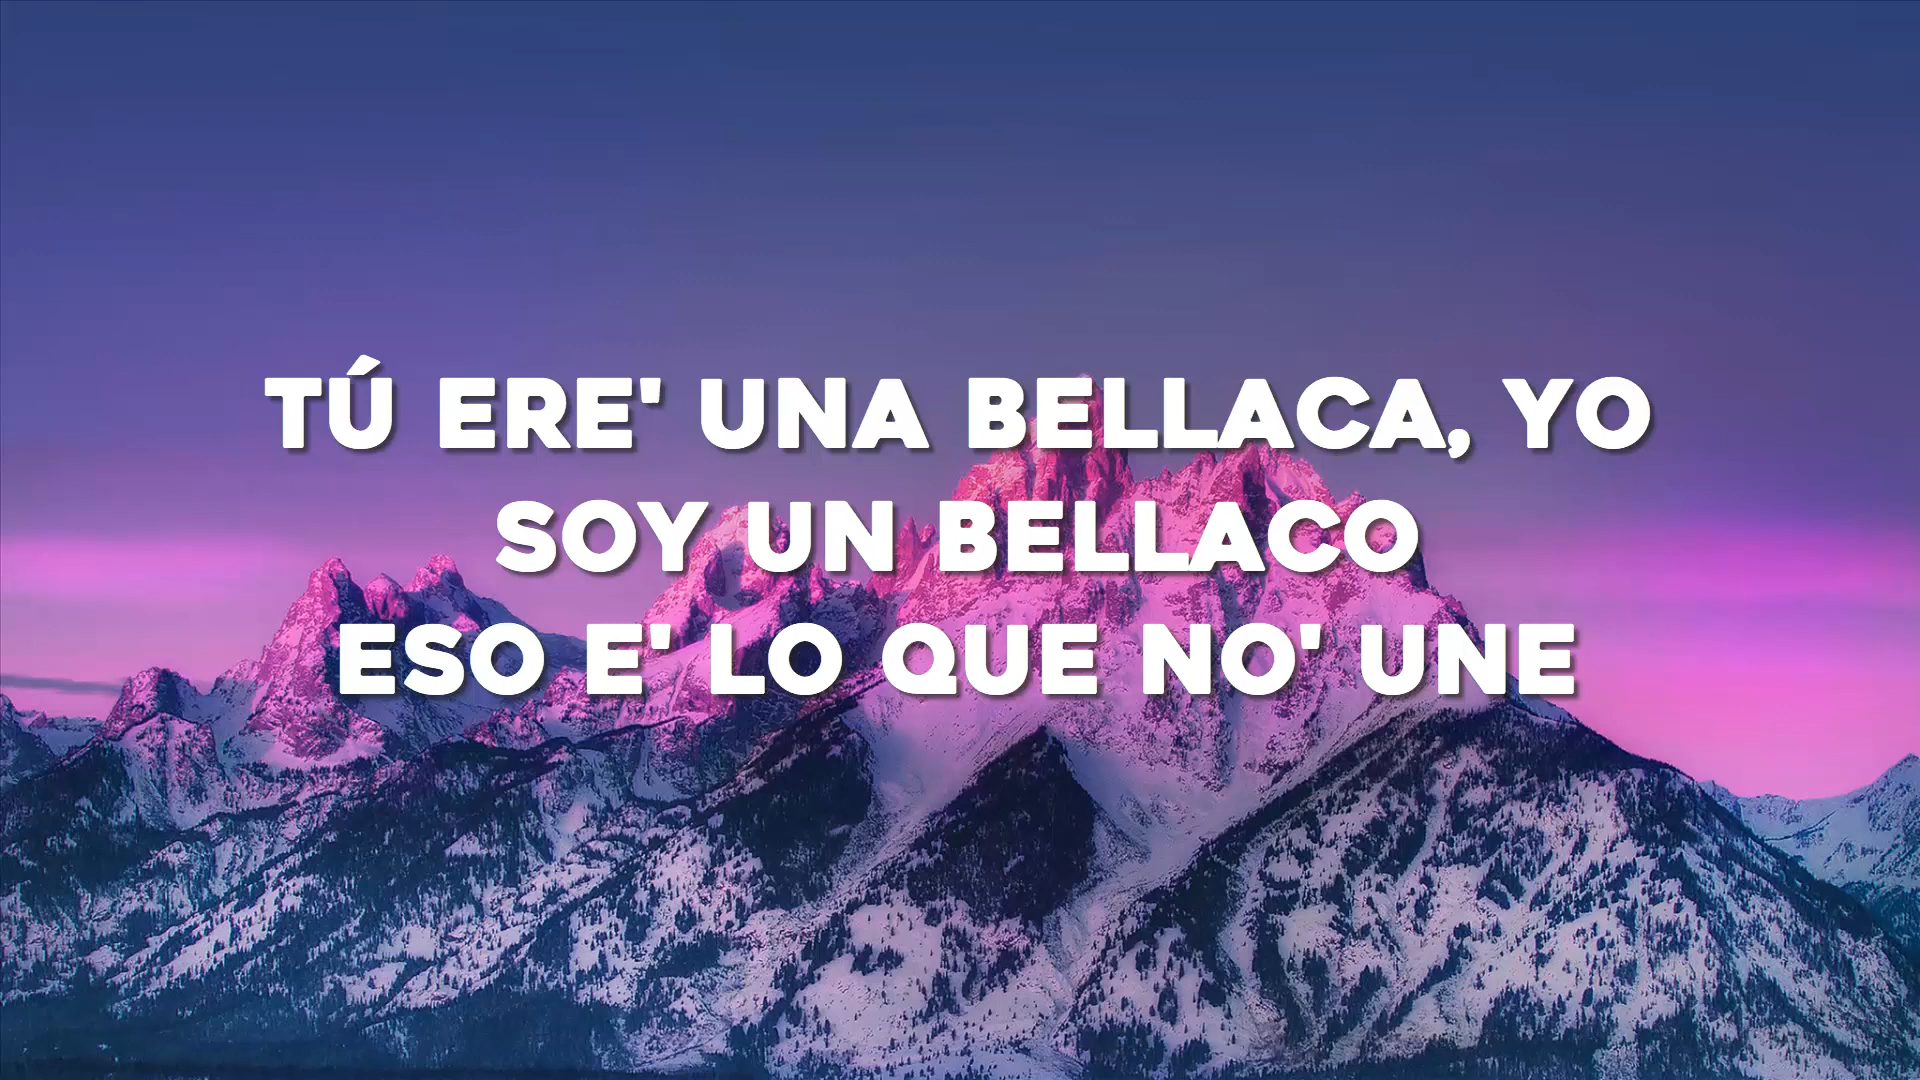 TÚ ERE' UNA BELLACA, YO
SOY UN BELLACO
ESO E' LO QUE NO' UNE